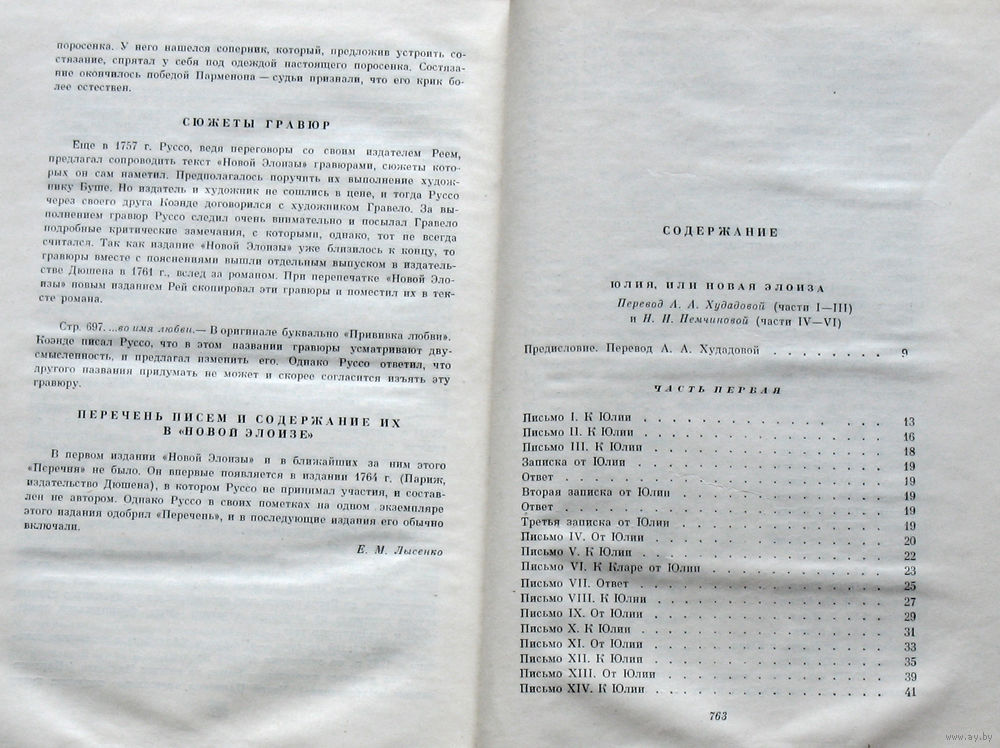 поросенка. У него нашелся соперник, который, предложив устроить со-
стязание, спрятал у себя под одеждой настоящего поросенка. Состяза-
ние окончилось победой Парменона — судьи признали, что его крик бо-
лее естествен.
СЮЖЕТЫ ГРАВЮР
Еще в 1757 г. Руссо, ведя переговоры со своим издателем Реем,
предлагал сопроводить текст «Новой Элоизы» гравюрами, сюжеты кото-
рых он сам наметил. Предполагалось поручить их выполнение худож-
нику Буше. Но издатель и художник не сошлись в цене, и тогда Руссо
через своего друга Коэнде договорился с художником Гравело. За вы-
полнением гравюр Руссо следил очень внимательно и посылал Гравело
подробные критические замечания, с которыми, однако, тот не всегда
считался. Так как издание «Новой Элоизы» уже близилось к концу, то
гравюры вместе с пояснениями вышли отдельным выпуском в издатель-
стве Дюшена в 1761 г., вслед за романом. При перепечатке «Новой Эло-
изы» новым изданием Рей скопировал эти гравюры и поместил их в тек-
сте романа.
Стр. 697. ...во имя любви.— В оригинале буквально «Прививка любви».
Коэнде писал Руссо, что в этом названии гравюры усматривают дву-
смысленность, и предлагал изменить его. Однако Руссо ответил, что
другого названия придумать не может и скорее согласится изъять эту
гравюру.
ПЕРЕЧЕНЬ ПИСЕМ И СОДЕРЖАНИЕ ИХ
В «НОВОЙ ЭЛОИЗЕ»
В первом издании «Новой Элоизы» и в ближайших за ним этого
«Перечня» не было. Он впервые появляется в издании 1764 г. (Париж,
издательство Дюшена), в котором Руссо не принимал участия, и состав-
лен не автором. Однако Руссо в своих пометках на одном экземпляре
этого издания одобрил «Перечень», и в последующие издания его обычно
включали.
Е. М. Лысенко
СОДЕРЖАНИЕ
ЮЛИЯ, ИЛИ НОВАЯ ЭЛОИЗА
Перевод А. А. Худадовой (части I—III)
и Н. И. Немчиновой (части IV—VI)
Предисловие. Перевод А. А. Худадовой . . . . . . . . 9
ЧАСТЬ ПЕРВАЯ
Письмо I. К Юлии . . . . . . . . . . . . . . 13
Письмо II. К Юлии . . . . . . . . . . . . . . 16
Письмо III. К Юлии . . . . . . . . . . . . . 18
Записка от Юлии . . . . . . . . . . . . . . 19
Ответ . . . . . . . . . . . . . . . . . . 19
Вторая записка от Юлии . . . . . . . . . . . . 19
Ответ . . . . . . . . . . . . . . . . . . 19
Третья записка от Юлии . . . . . . . . . . . . 19
Письмо IV. От Юлии . . . . . . . . . . . . . 20
Письмо V. К Юлии . . . . . . . . . . . . . . 22
Письмо VI. К Кларе от Юлии . . . . . . . . . . 23
Письмо VII. Ответ . . . . . . . . . . . . . . 25
Письмо VIII. К Юлии . . . . . . . . . . . . . 27
Письмо IX. От Юлии . . . . . . . . . . . . . 29
Письмо X. К Юлии . . . . . . . . . . . . . . 31
Письмо XI. От Юлии . . . . . . . . . . . . . 33
Письмо XII. К Юлии . . . . . . . . . . . . . 35
Письмо XIII. От Юлии . . . . . . . . . . . . 39
Письмо XIV. К Юлии . . . . . . . . . . . . . 41
763
www.ay.by